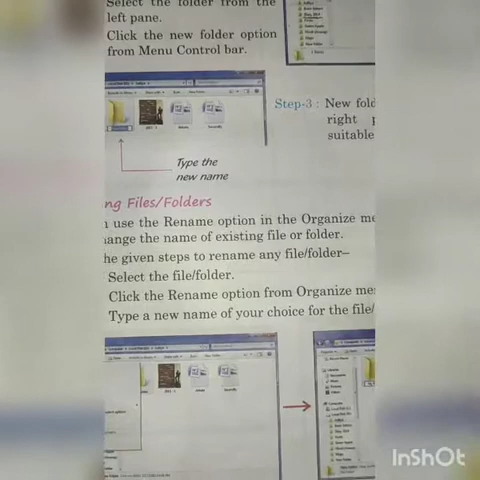 Select the folder from the
left pane.
Click the new folder option
from Menu Control bar.
Step-3 : New fold
right p
suitable
Type the
new name
ng Files/Folders
n use the Rename option in the Organize me
hange the name of existing file or folder.
he given steps to rename any file/folder–
Select the file/folder.
Click the Rename option from Organize me
Type a new name of your choice for the file/
InShOt